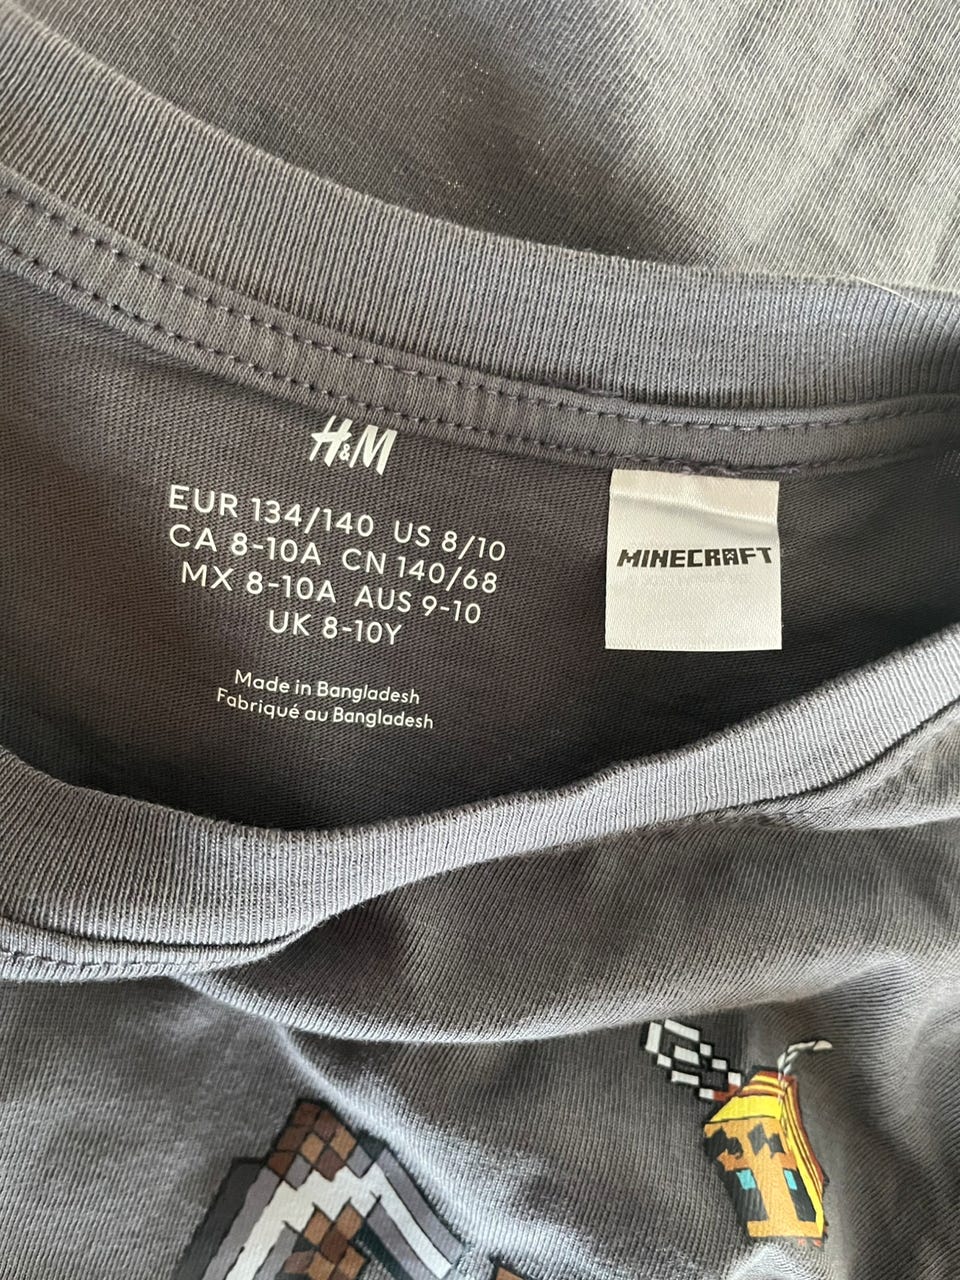 H&M
EUR 134/140 US 8/10
CA 8-10A CN 140/68
MX 8-10A AUS 9-10
UK 8-10Y
Made in Bangladesh
Fabriqué au Bangladesh
MINECRAFT